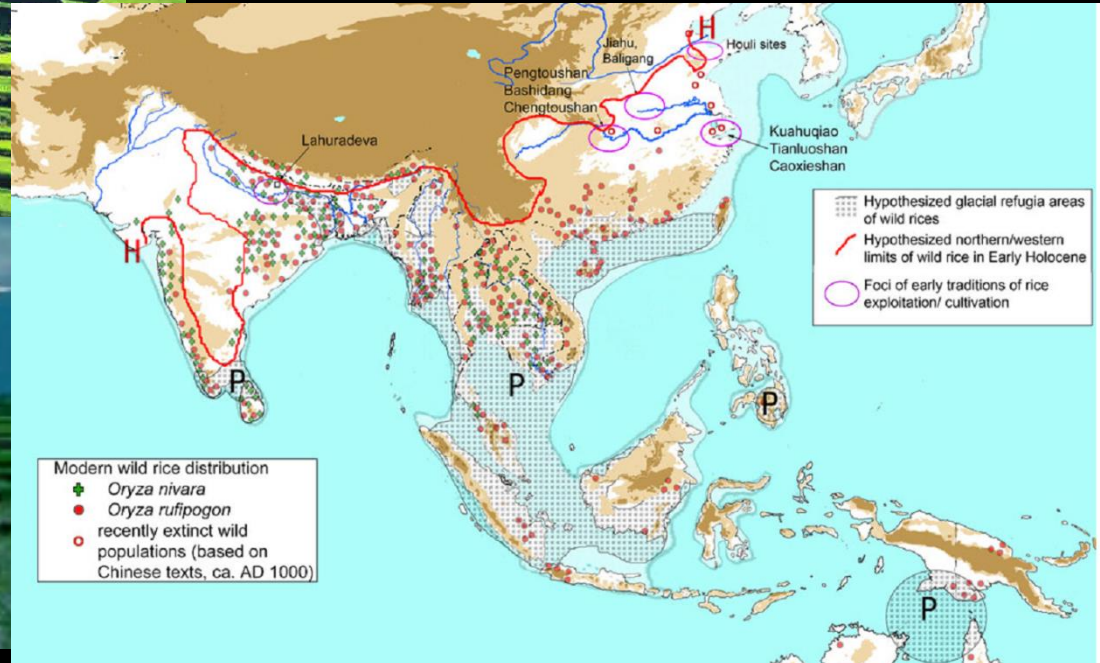 H
Houli sites
Jiahu,
Baligang
Pengtoushan
Bashidang
Chengtoushan
Kuahuqiao
Tianluoshan
Caoxieshan
Lahuradeva
Hypothesized glacial refugia areas
of wild rices
Hypothesized northern/western
limits of wild rice in Early Holocene
Foci of early traditions of rice
exploitation/ cultivation
H
P
P
P
P
Modern wild rice distribution
Oryza nivara
Oryza rufipogon
recently extinct wild
populations (based on
Chinese texts, ca. AD 1000)